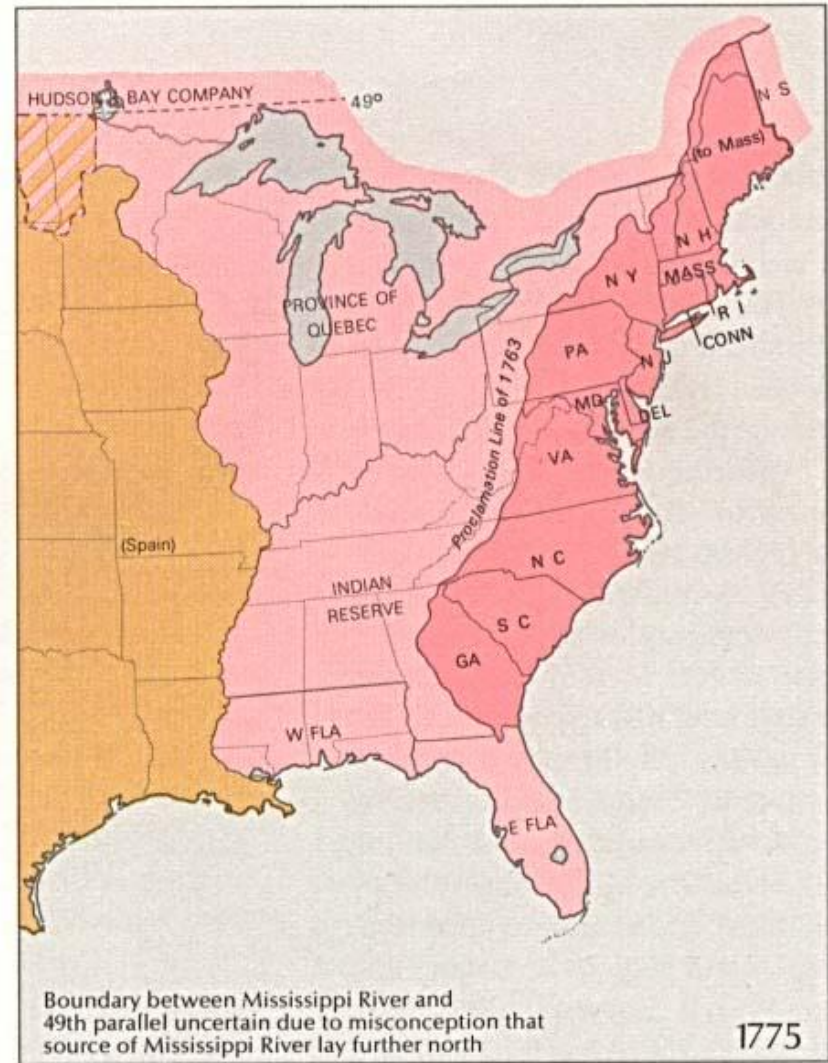 HUDSON BAY COMPANY
49º
N S
(to Mass)
N H
N Y
MASS
R I
CONN
PROVINCE OF
QUEBEC
Proclamation Line of 1763
PA
N J
MD
DEL
VA
(Spain)
N C
INDIAN
RESERVE
S C
GA
W FLA
E FLA
Boundary between Mississippi River and
49th parallel uncertain due to misconception that
source of Mississippi River lay further north
1775